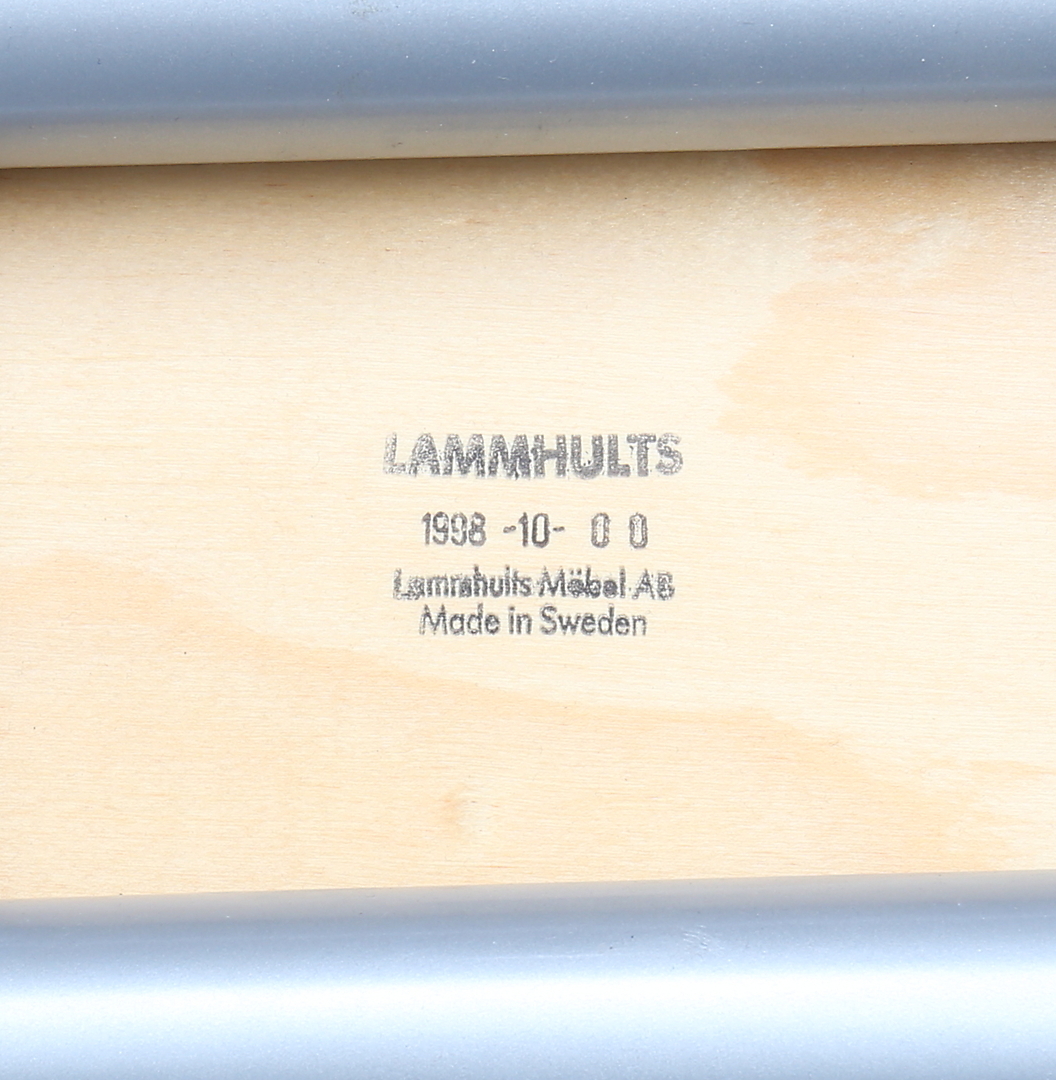 LAMMHULTS
1998 -10- 0 0
Lammhults Möbel AB
Made in Sweden